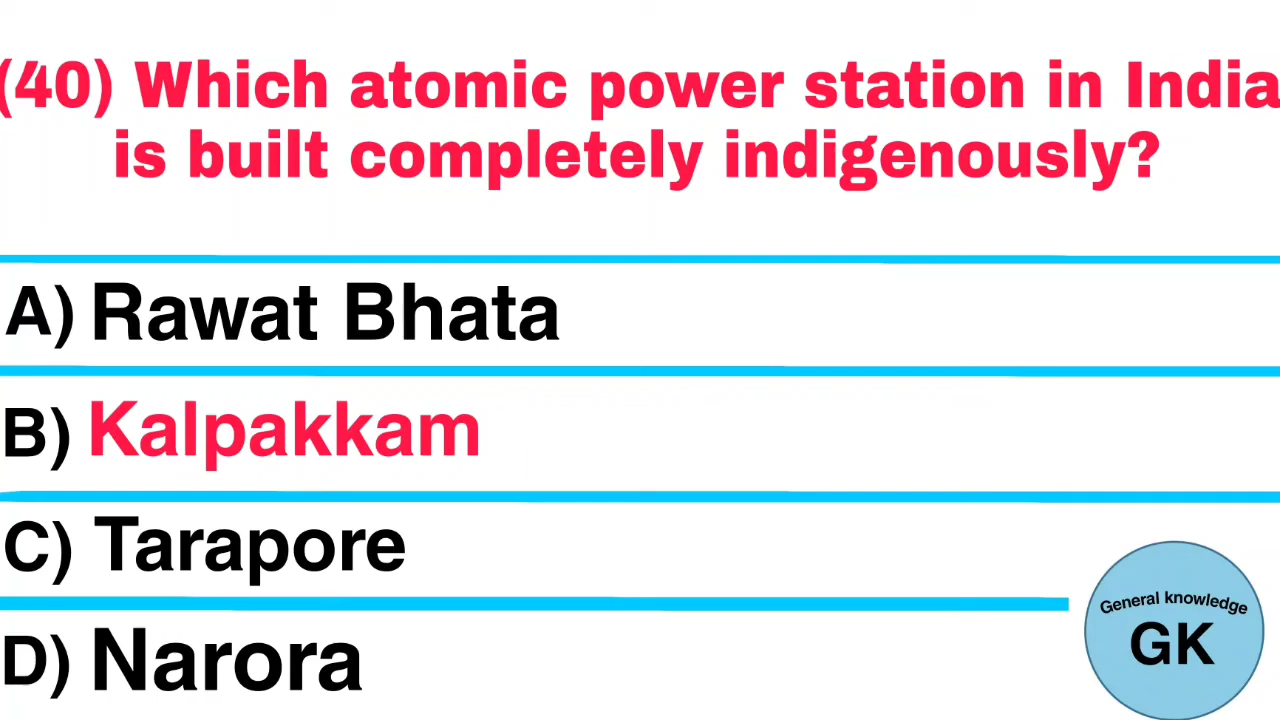 (40) Which atomic power station in India
is built completely indigenously?
A) Rawat Bhata
B) Kalpakkam
C) Tarapore
D) Narora
General knowledge
GK